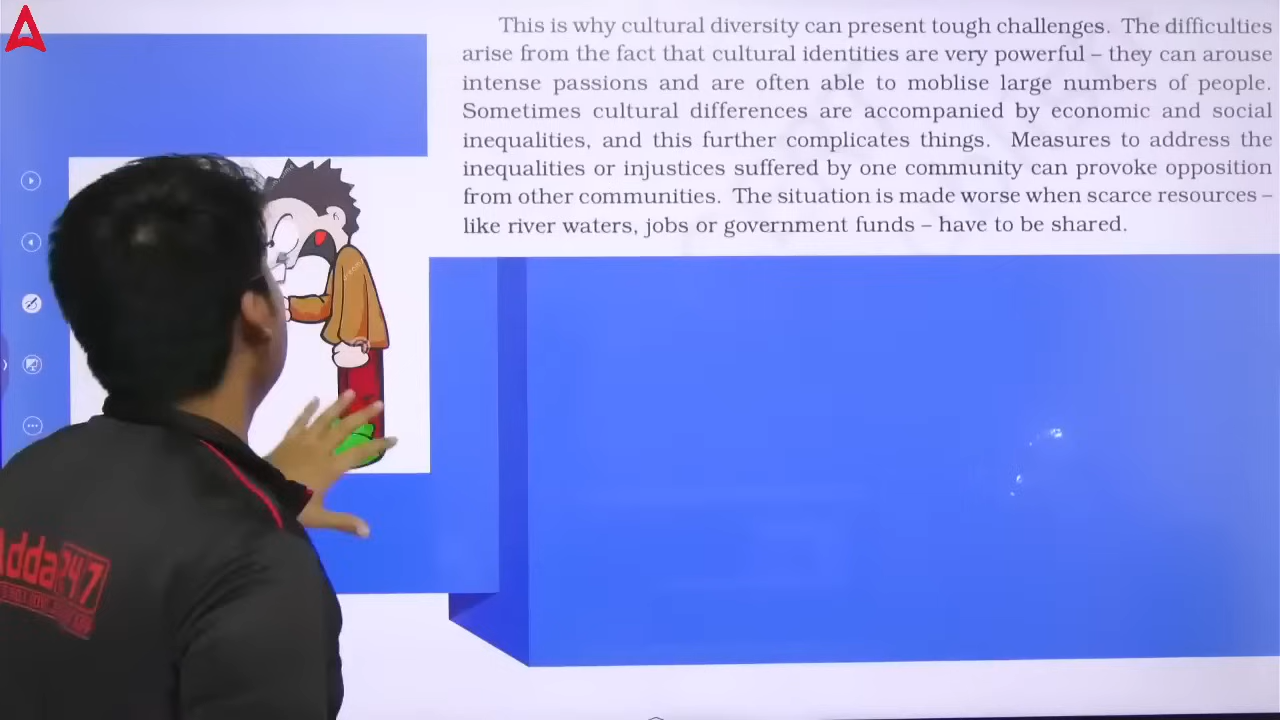 This is why cultural diversity can present tough challenges. The difficulties
arise from the fact that cultural identities are very powerful – they can arouse
intense passions and are often able to moblise large numbers of people.
Sometimes cultural differences are accompanied by economic and social
inequalities, and this further complicates things. Measures to address the
inequalities or injustices suffered by one community can provoke opposition
from other communities. The situation is made worse when scarce resources –
like river waters, jobs or government funds – have to be shared.
Adda247